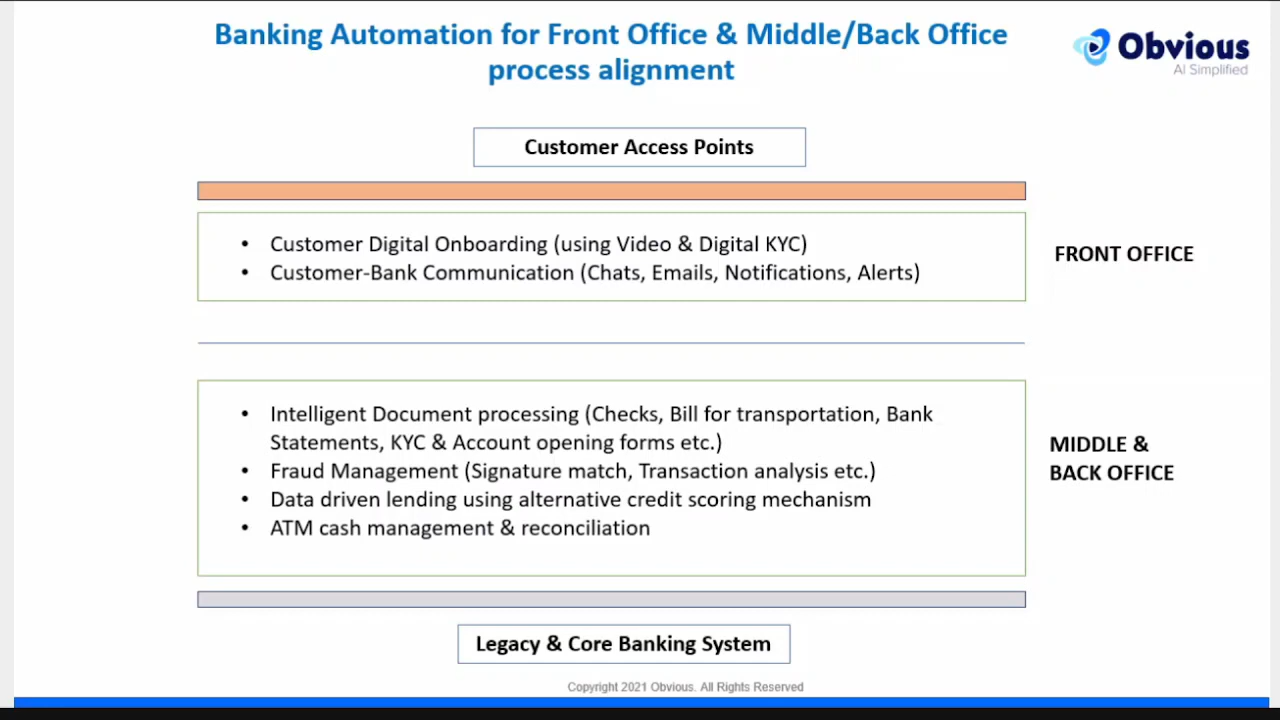 Banking Automation for Front Office & Middle/Back Office
process alignment
Obvious
AI Simplified
Customer Access Points
• Customer Digital Onboarding (using Video & Digital KYC)
• Customer-Bank Communication (Chats, Emails, Notifications, Alerts)
FRONT OFFICE
• Intelligent Document processing (Checks, Bill for transportation, Bank
Statements, KYC & Account opening forms etc.)
• Fraud Management (Signature match, Transaction analysis etc.)
• Data driven lending using alternative credit scoring mechanism
• ATM cash management & reconciliation
MIDDLE &
BACK OFFICE
Legacy & Core Banking System
Copyright 2021 Obvious. All Rights Reserved